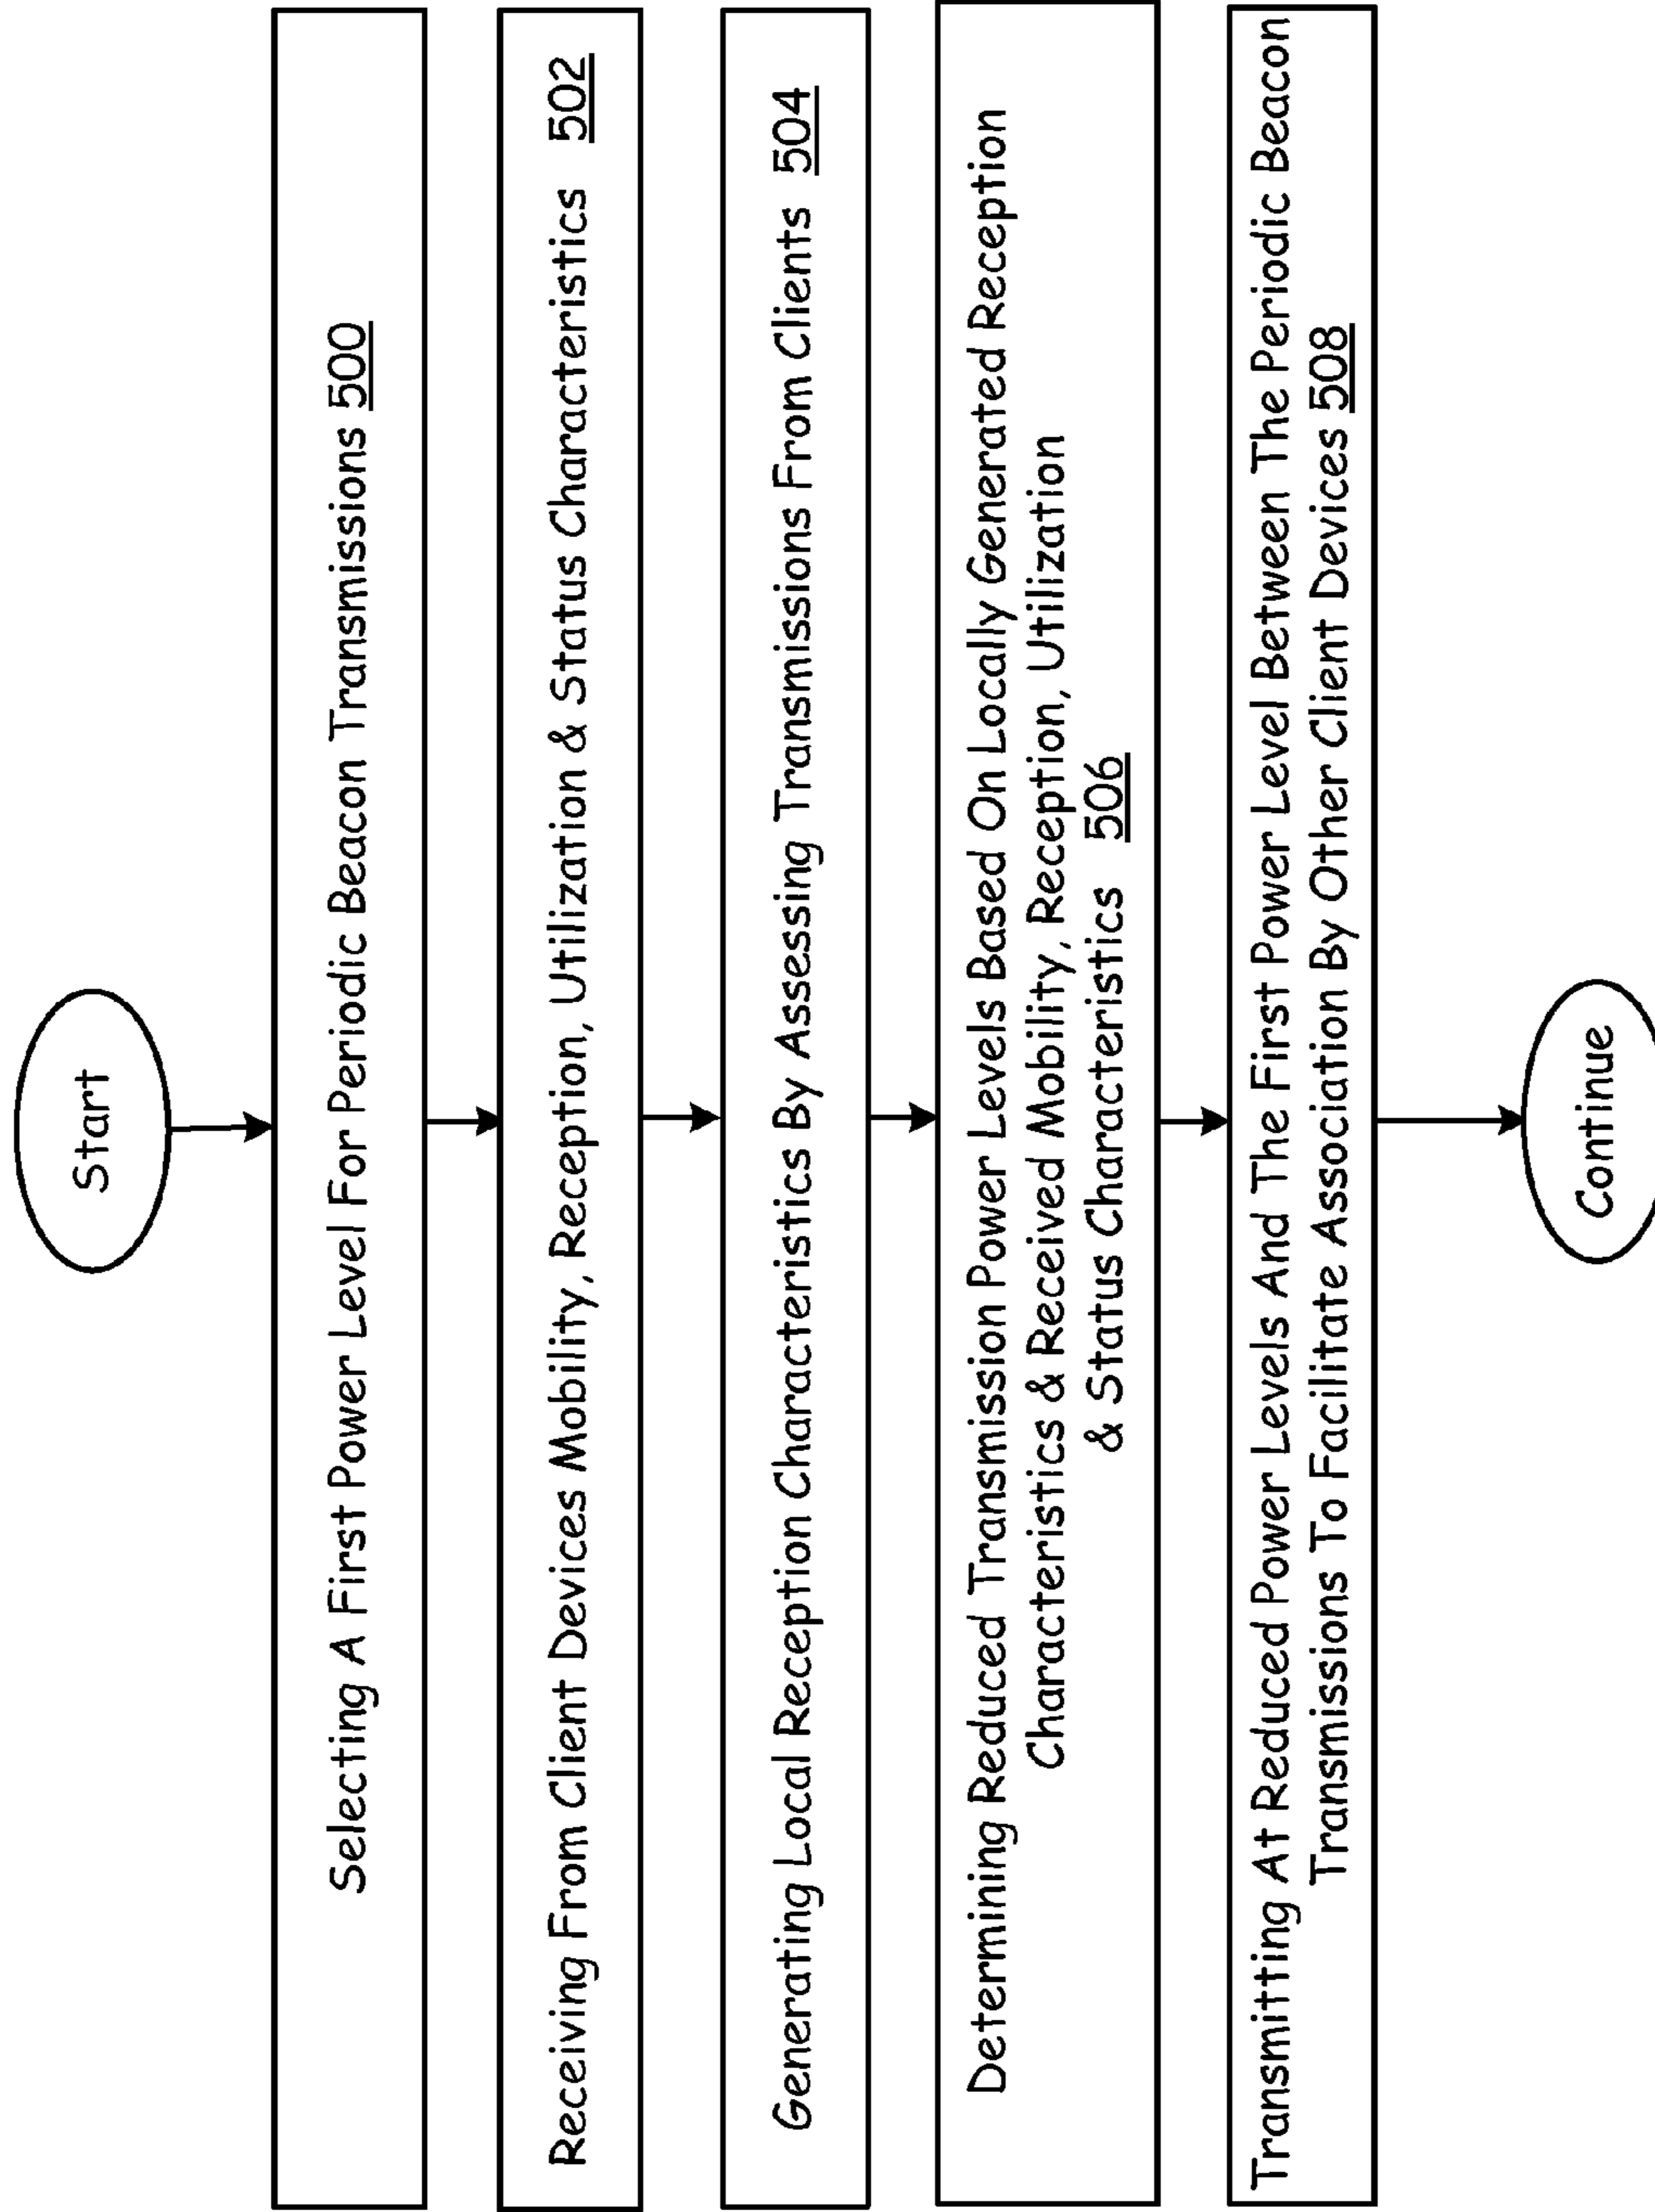 Start
Selecting A First Power Level For Periodic Beacon Transmissions 500
Receiving From Client Devices Mobility, Reception, Utilization & Status Characteristics 502
Generating Local Reception Characteristics By Assessing Transmissions From Clients 504
Determining Reduced Transmission Power Levels Based On Locally Generated Reception
Characteristics & Received Mobility, Reception, Utilization
& Status Characteristics 506
Transmitting At Reduced Power Levels And The First Power Level Between The Periodic Beacon
Transmissions To Facilitate Association By Other Client Devices 508
Continue